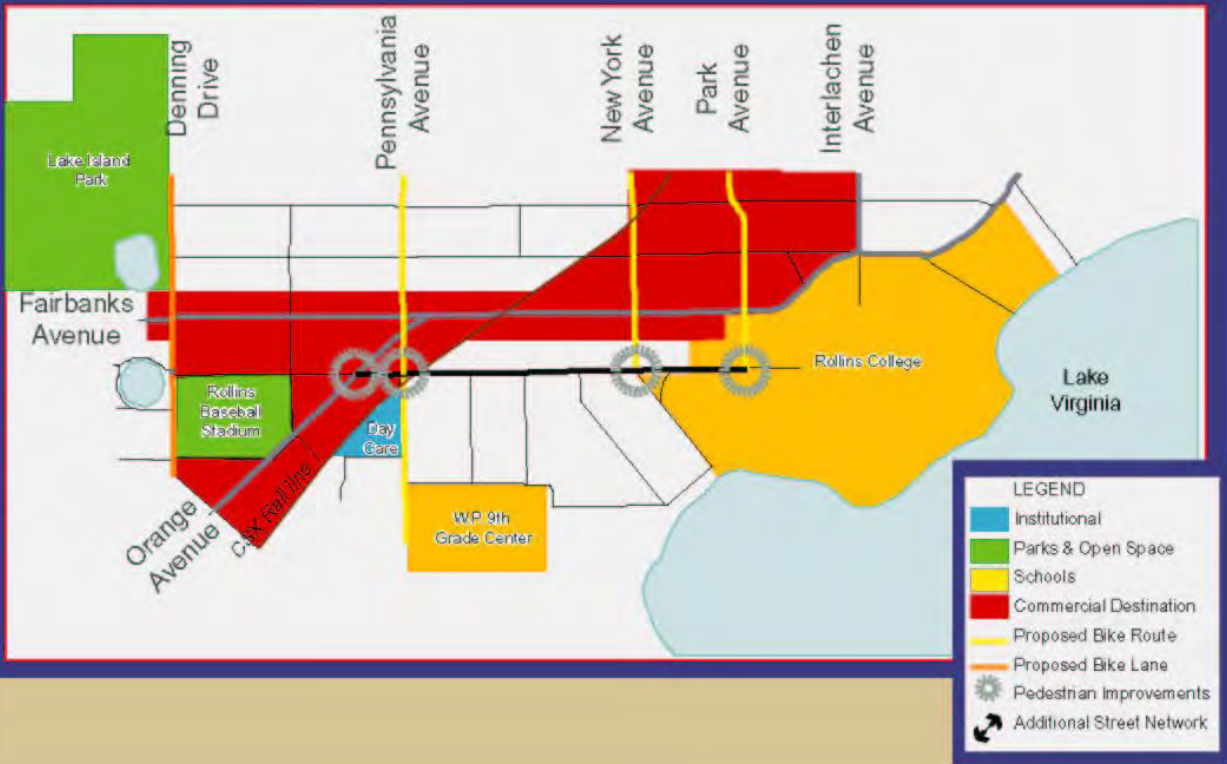 Denning
Drive
Pennsylvania
Avenue
New York
Avenue
Park
Avenue
Interlachen
Avenue
Lake Island
Park
Fairbanks
Avenue
Rollins College
Lake
Virginia
Rollins
Baseball
Stadium
Day
Care
CSX Rail line
Orange
Avenue
W.P. 9th
Grade Center
LEGEND
Institutional
Parks & Open Space
Schools
Commercial Destination
Proposed Bike Route
Proposed Bike Lane
Pedestrian Improvements
Additional Street Network